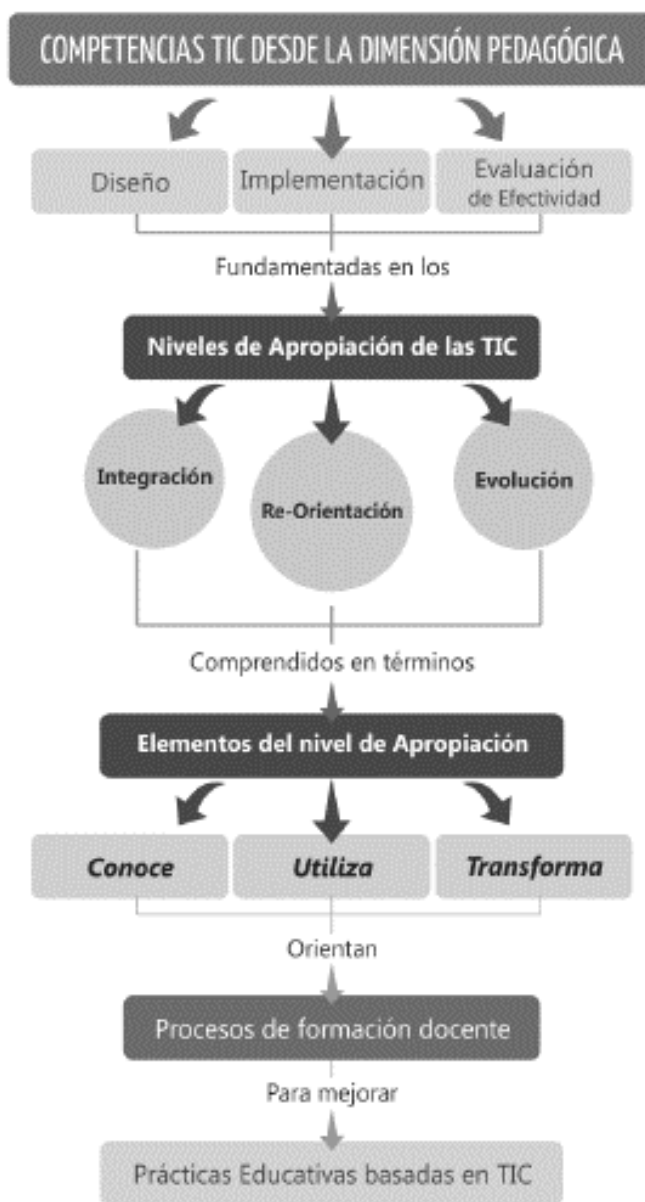 COMPETENCIAS TIC DESDE LA DIMENSIÓN PEDAGÓGICA
Diseño
Implementación
Evaluación
de Efectividad
Fundamentadas en los
Niveles de Apropiación de las TIC
Integración
Re-Orientación
Evolución
Comprendidos en términos
Elementos del nivel de Apropiación
Conoce
Utiliza
Transforma
Orientan
Procesos de formación docente
Para mejorar
Prácticas Educativas basadas en TIC